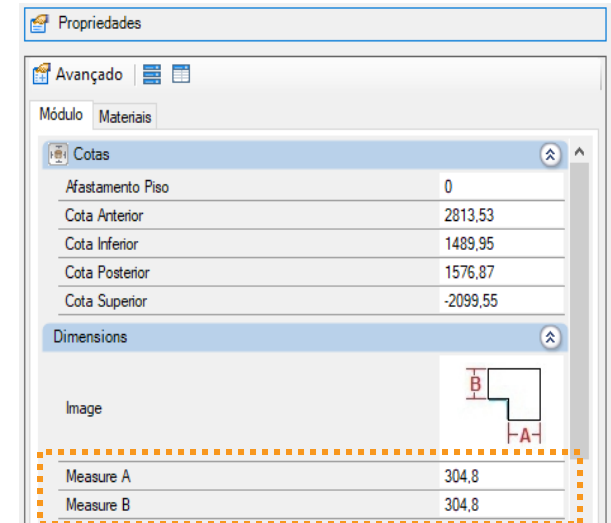 Propriedades
Avançado
Módulo Materiais
Cotas
Afastamento Piso 0
Cota Anterior 2813,53
Cota Inferior 1489,95
Cota Posterior 1576,87
Cota Superior -2099,55
Dimensions
Image B
A
Measure A 304,8
Measure B 304,8